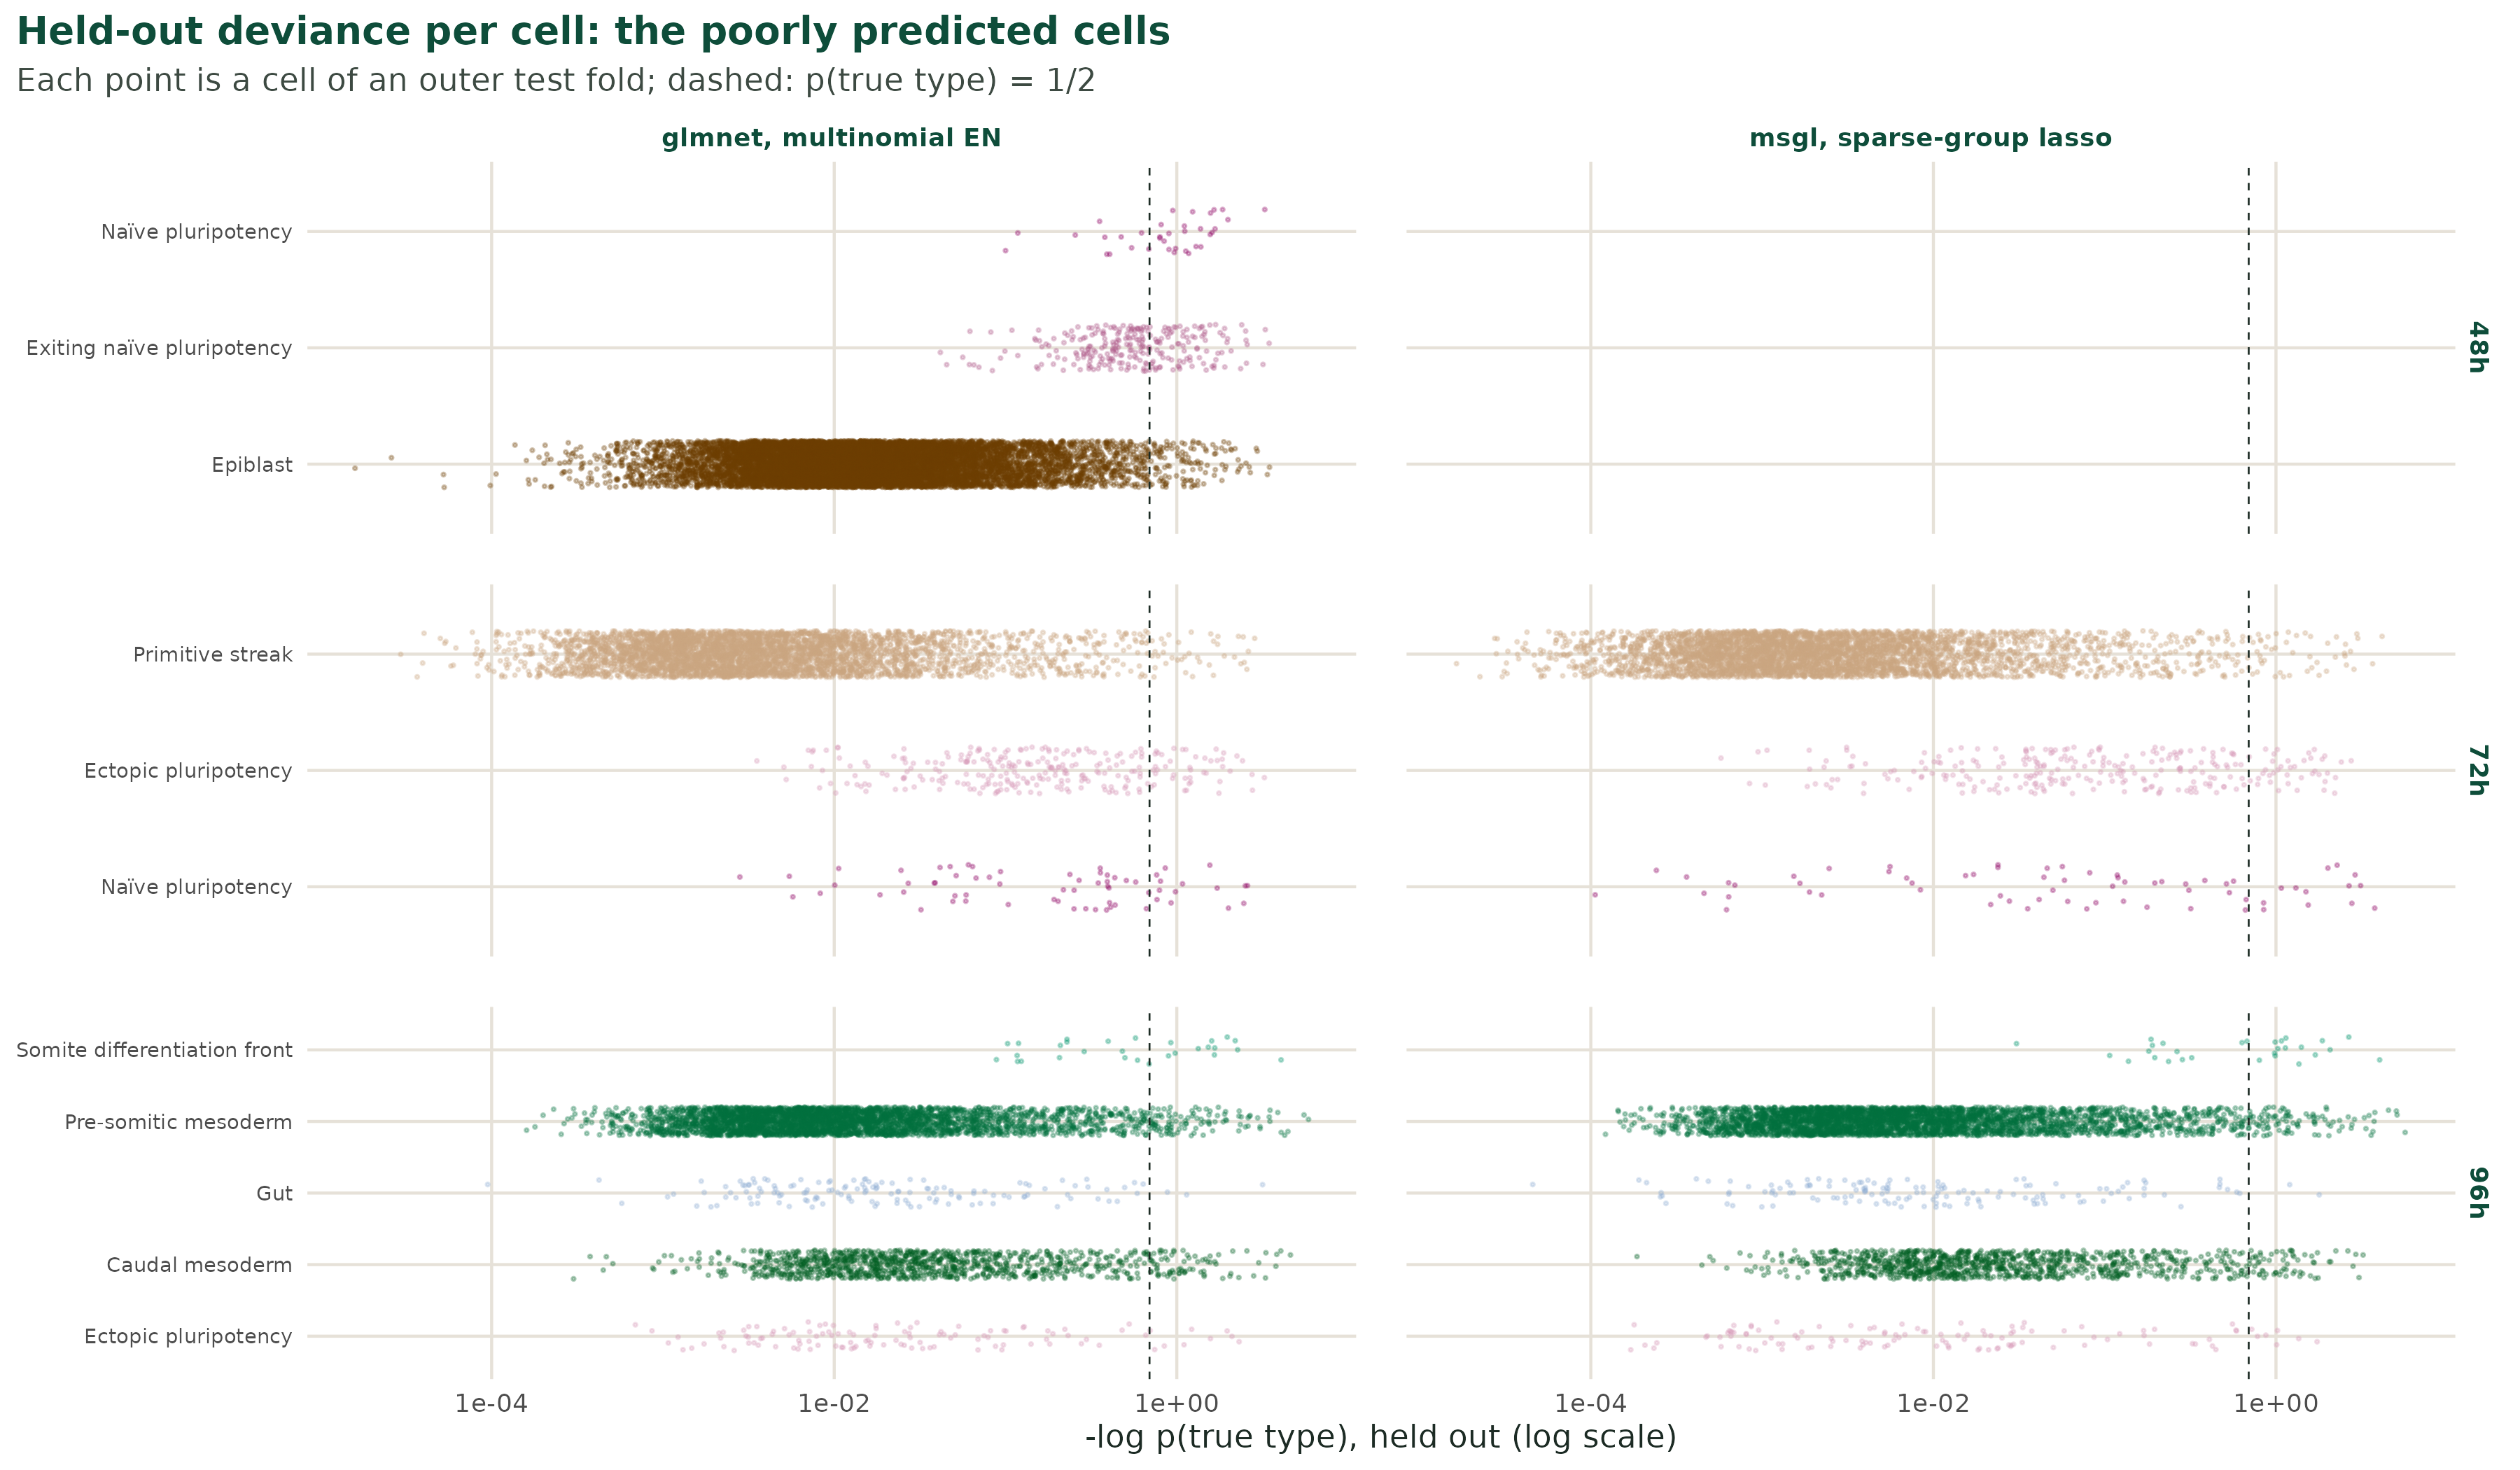 Held-out deviance per cell: the poorly predicted cells
Each point is a cell of an outer test fold; dashed: p(true type) = 1/2
glmnet, multinomial EN
msgl, sparse-group lasso
Naïve pluripotency
Exiting naïve pluripotency
Epiblast
48h
Primitive streak
Ectopic pluripotency
Naïve pluripotency
72h
Somite differentiation front
Pre-somitic mesoderm
Gut
Caudal mesoderm
Ectopic pluripotency
96h
1e-04 1e-02 1e+00 1e-04 1e-02 1e+00
-log p(true type), held out (log scale)